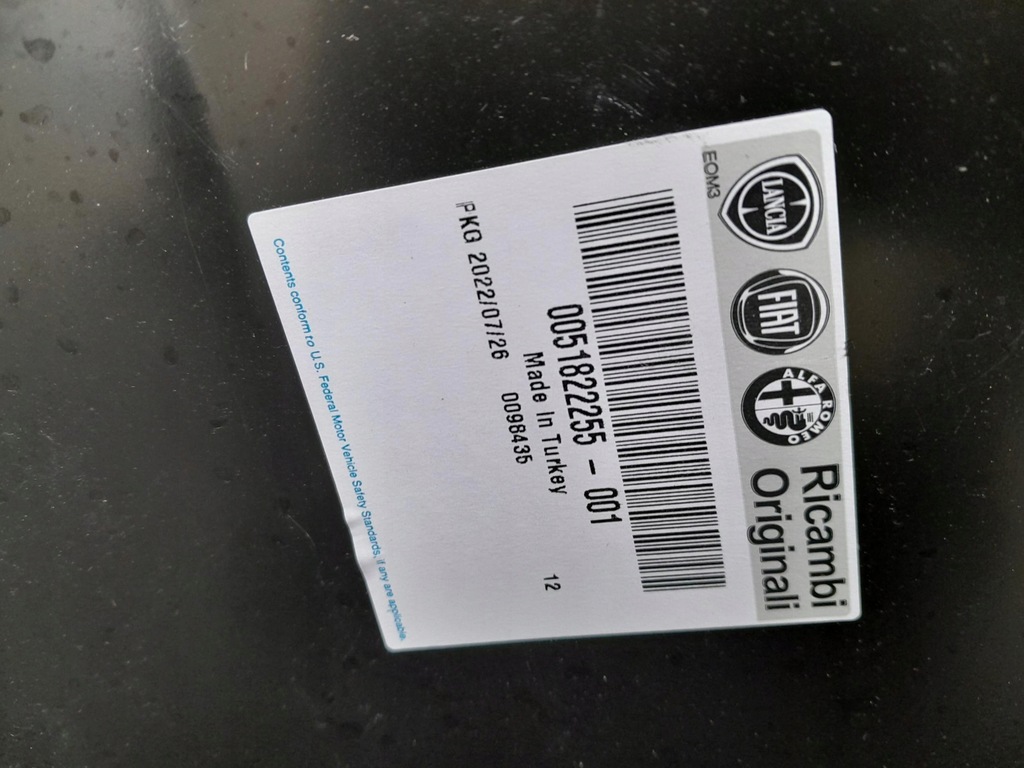 LANCIA
FIAT
ALFA ROMEO
Ricambi
Originali
EOM3
005182255 - 001
Made In Turkey
12
PKG 2022/07/26 0098435
Contents conform to U.S. Federal Motor Vehicle Safety Standards, if any are applicable.